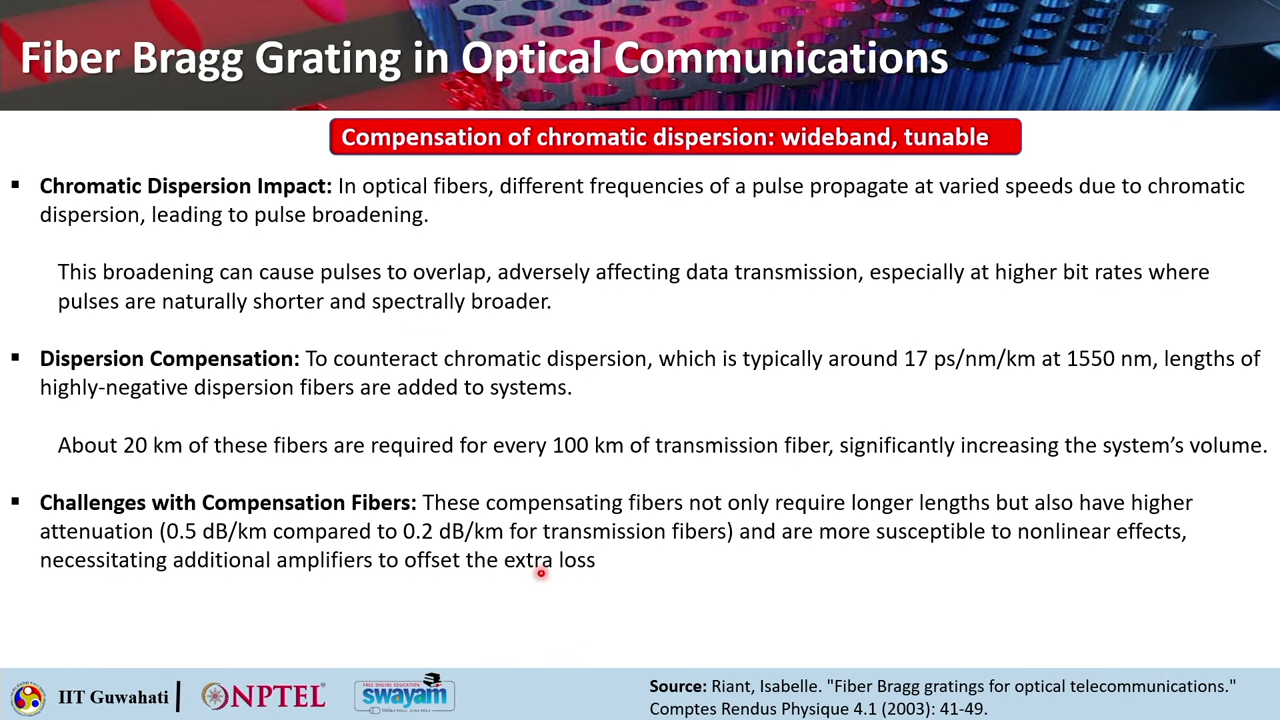 Fiber Bragg Grating in Optical Communications
Compensation of chromatic dispersion: wideband, tunable
▪ Chromatic Dispersion Impact: In optical fibers, different frequencies of a pulse propagate at varied speeds due to chromatic
dispersion, leading to pulse broadening.
This broadening can cause pulses to overlap, adversely affecting data transmission, especially at higher bit rates where
pulses are naturally shorter and spectrally broader.
▪ Dispersion Compensation: To counteract chromatic dispersion, which is typically around 17 ps/nm/km at 1550 nm, lengths of
highly-negative dispersion fibers are added to systems.
About 20 km of these fibers are required for every 100 km of transmission fiber, significantly increasing the system's volume.
▪ Challenges with Compensation Fibers: These compensating fibers not only require longer lengths but also have higher
attenuation (0.5 dB/km compared to 0.2 dB/km for transmission fibers) and are more susceptible to nonlinear effects,
necessitating additional amplifiers to offset the extra loss
IIT Guwahati
NPTEL
FREE ONLINE EDUCATION
swayam
Source: Riant, Isabelle. "Fiber Bragg gratings for optical telecommunications."
Comptes Rendus Physique 4.1 (2003): 41-49.